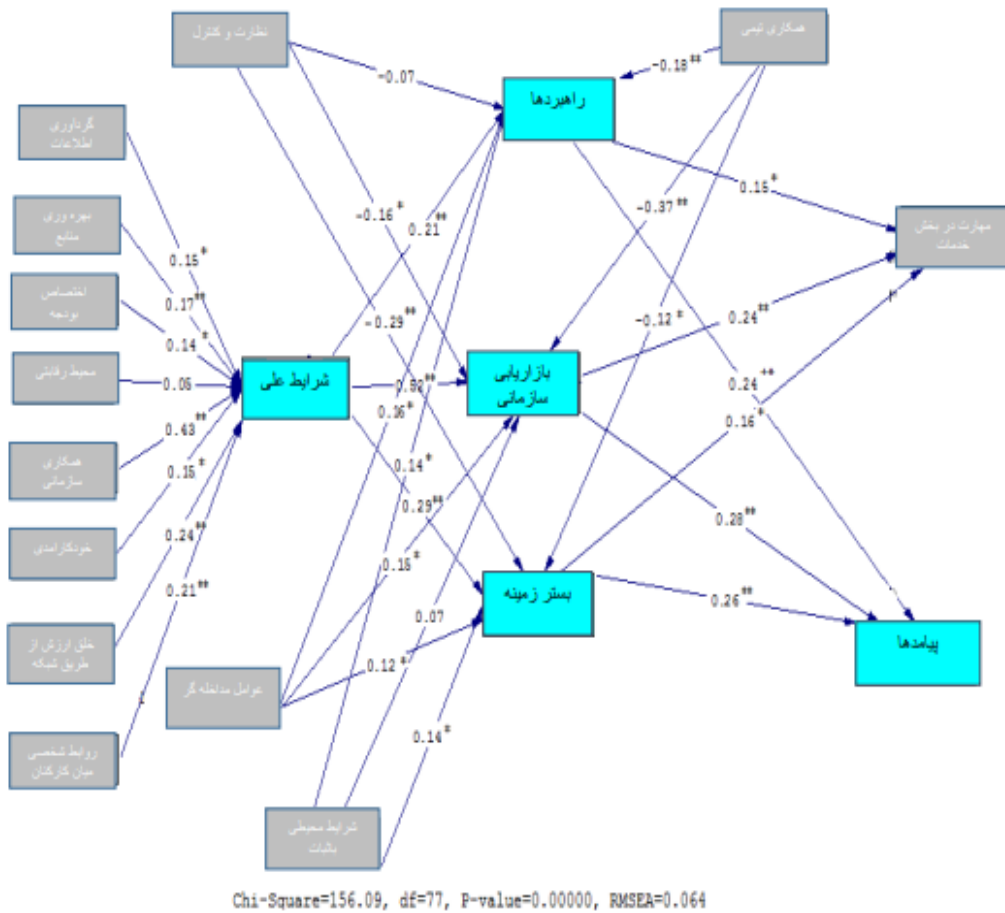 نظارت و کنترل
همکاری تیمی
-0.07
-0.18**
راهبردها
گردآوری
اطلاعات
0.15*
مهارت در بخش
خدمات
بهره وری
منابع
-0.16*
0.21**
-0.37**
0.15*
0.17**
اختصاص
بودجه
0.14*
-0.29**
-0.12*
0.24**
محیط رقابتی
0.05
شرایط علی
0.52**
بازاریابی
سازمانی
0.24**
0.16*
0.16*
0.43**
همکاری
سازمانی
0.15*
0.14*
0.29**
0.28**
خودکارامدی
0.24**
0.15*
0.21**
0.07
بستر زمینه
0.26**
خلق ارزش از
طریق شبکه
پیامدها
0.12*
عوامل مداخله گر
0.14*
روابط شخصی
میان کارکنان
شرایط محیطی
باثبات
Chi-Square=156.09, df=77, P-value=0.00000, RMSEA=0.064